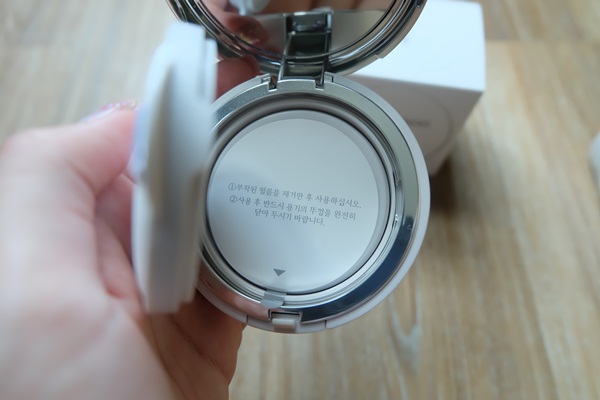 ①부착된 필름을 제거한 후 사용하십시오.
②사용 후 반드시 용기의 뚜껑을 완전히
닫아 두시기 바랍니다.